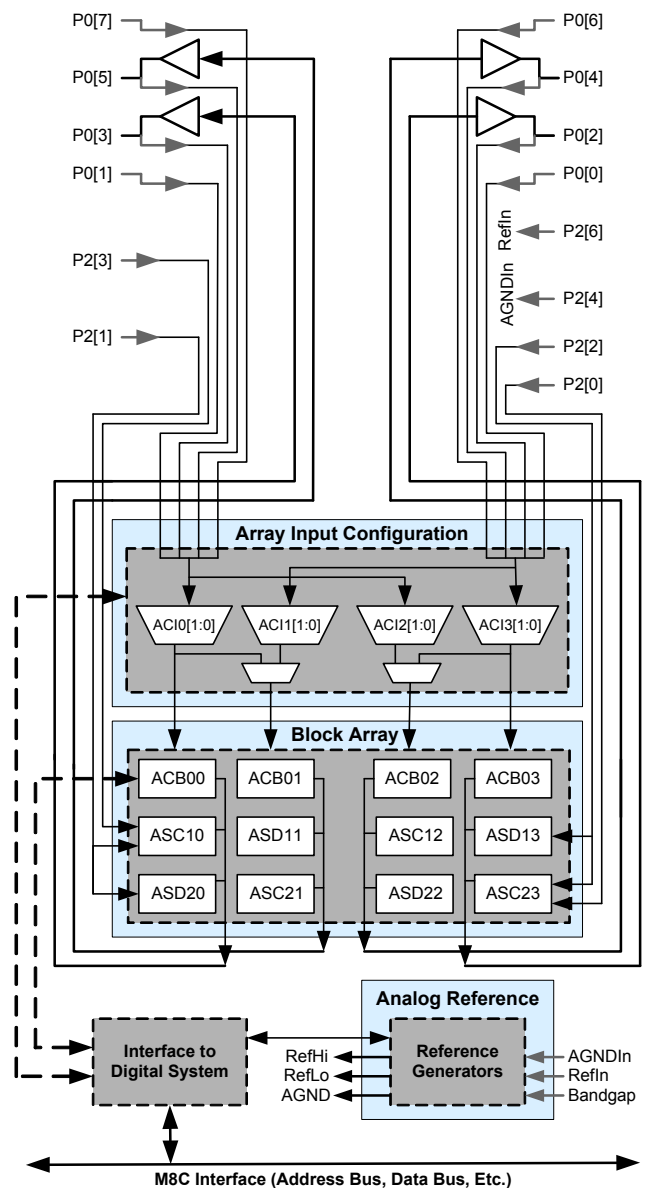 P0[7]
P0[6]
P0[5]
P0[4]
P0[3]
P0[2]
P0[1]
P0[0]
RefIn
P2[6]
P2[3]
AGNDIn
P2[4]
P2[1]
P2[2]
P2[0]
Array Input Configuration
ACI0[1:0]
ACI1[1:0]
ACI2[1:0]
ACI3[1:0]
Block Array
ACB00
ACB01
ACB02
ACB03
ASC10
ASD11
ASC12
ASD13
ASD20
ASC21
ASD22
ASC23
Analog Reference
Interface to
Digital System
RefHi
RefLo
AGND
Reference
Generators
AGNDIn
RefIn
Bandgap
M8C Interface (Address Bus, Data Bus, Etc.)